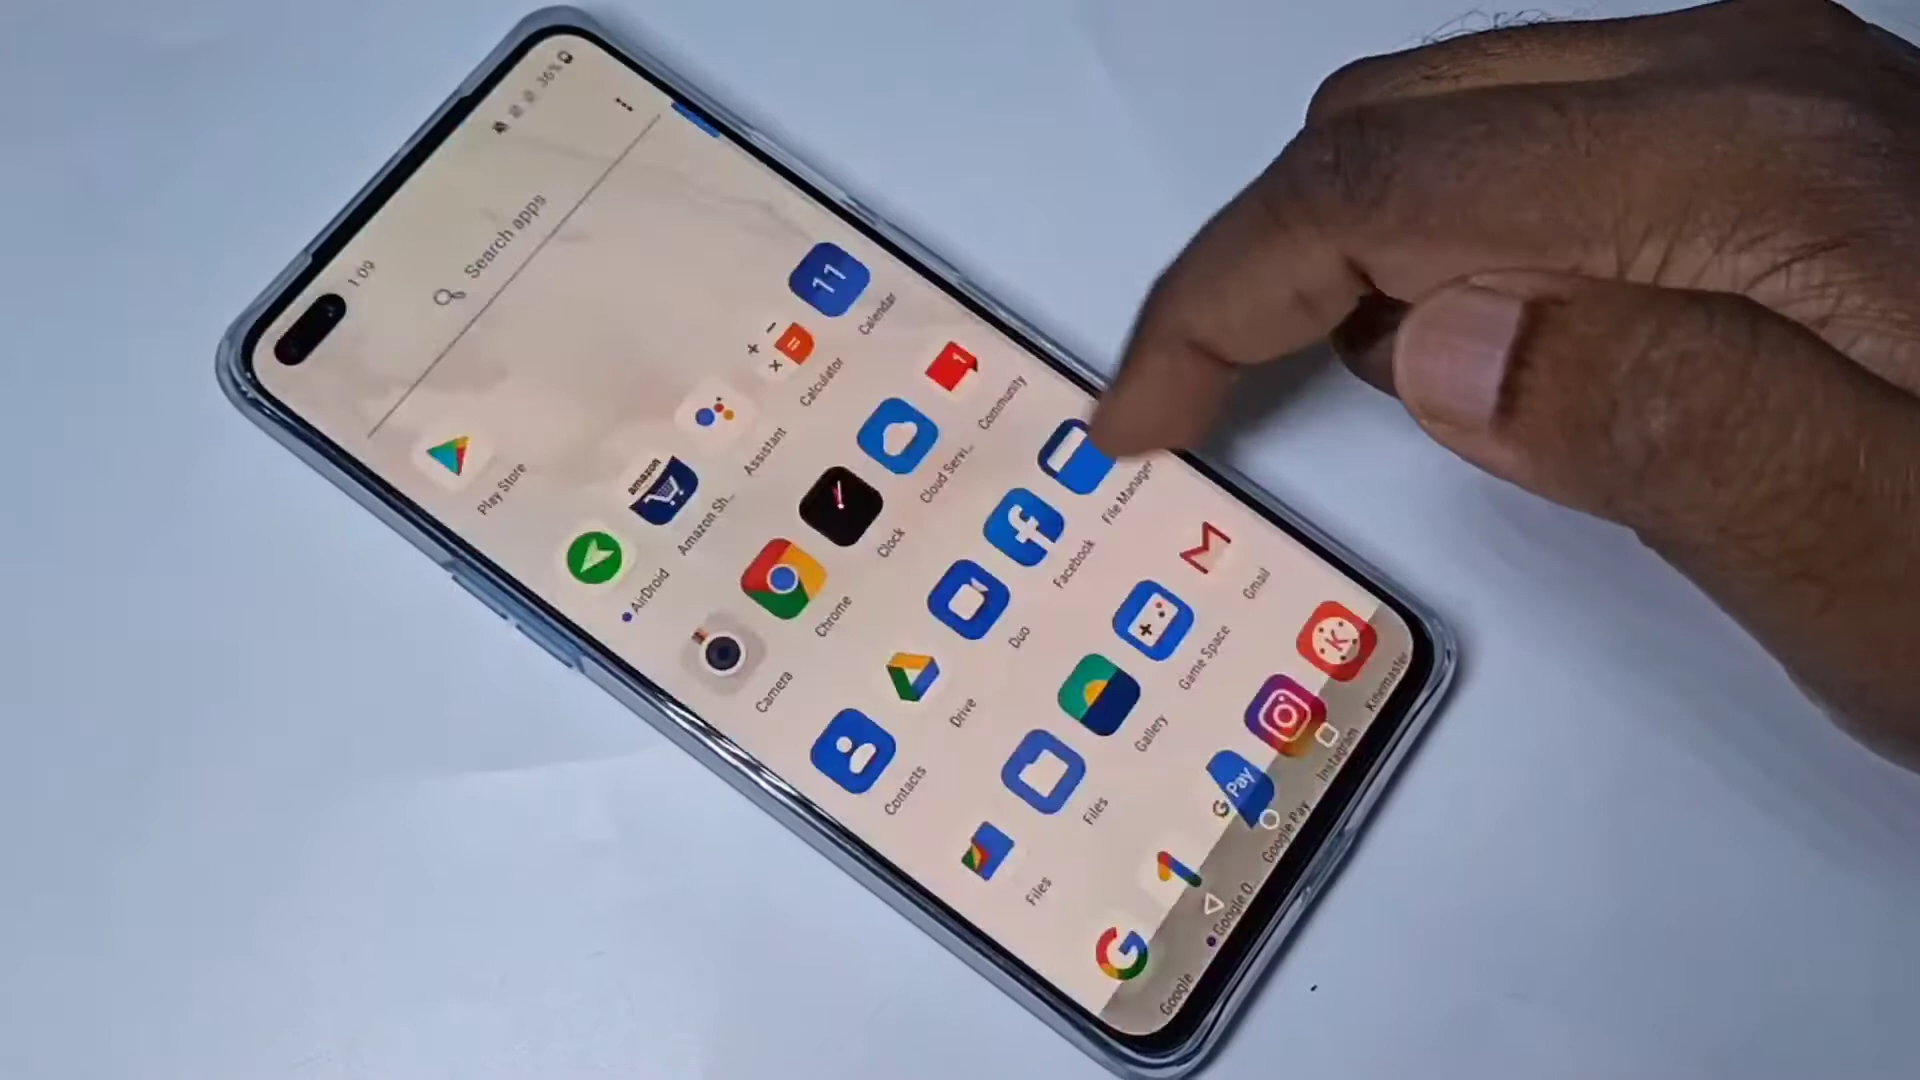 1:09
36%
Search apps
Play Store
AirDroid
amazon
Amazon Sh...
Assistant
Calculator
11
Calendar
Camera
Chrome
Clock
Cloud Servi...
1
Community
Contacts
Drive
Duo
Facebook
File Manager
Files
Files
Gallery
Game Space
Gmail
Google
Google O...
G Pay
Google Pay
Instagram
K
Kinemaster